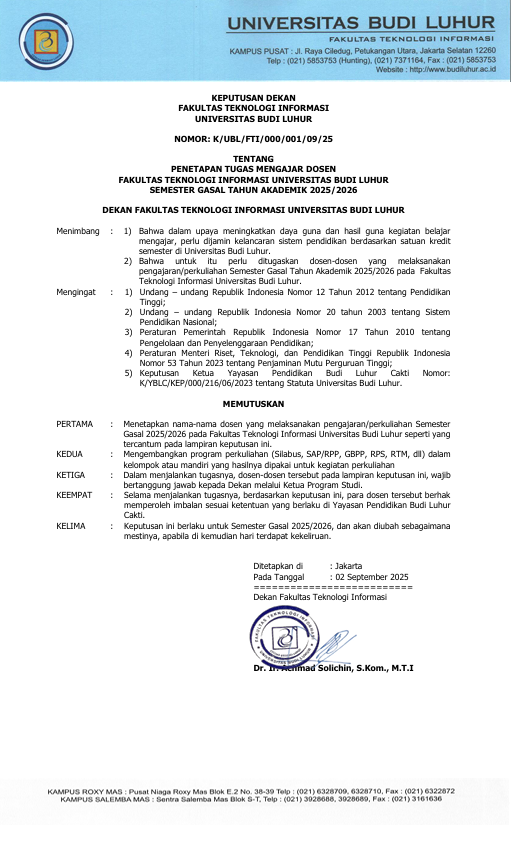 UNIVERSITAS BUDI LUHUR
FAKULTAS TEKNOLOGI INFORMASI
KAMPUS PUSAT : Jl. Raya Ciledug, Petukangan Utara, Jakarta Selatan 12260
Telp : (021) 5853753 (Hunting), (021) 7371164, Fax : (021) 5853753
Website : http://www.budiluhur.ac.id
KEPUTUSAN DEKAN
FAKULTAS TEKNOLOGI INFORMASI
UNIVERSITAS BUDI LUHUR
NOMOR: K/UBL/FTI/000/001/09/25
TENTANG
PENETAPAN TUGAS MENGAJAR DOSEN
FAKULTAS TEKNOLOGI INFORMASI UNIVERSITAS BUDI LUHUR
SEMESTER GASAL TAHUN AKADEMIK 2025/2026
DEKAN FAKULTAS TEKNOLOGI INFORMASI UNIVERSITAS BUDI LUHUR
Menimbang : 1) Bahwa dalam upaya meningkatkan daya guna dan hasil guna kegiatan belajar
mengajar, perlu dijamin kelancaran sistem pendidikan berdasarkan satuan kredit
semester di Universitas Budi Luhur.
2) Bahwa untuk itu perlu ditugaskan dosen-dosen yang melaksanakan
pengajaran/perkuliahan Semester Gasal Tahun Akademik 2025/2026 pada Fakultas
Teknologi Informasi Universitas Budi Luhur.
Mengingat : 1) Undang – undang Republik Indonesia Nomor 12 Tahun 2012 tentang Pendidikan
Tinggi;
2) Undang – undang Republik Indonesia Nomor 20 tahun 2003 tentang Sistem
Pendidikan Nasional;
3) Peraturan Pemerintah Republik Indonesia Nomor 17 Tahun 2010 tentang
Pengelolaan dan Penyelenggaraan Pendidikan;
4) Peraturan Menteri Riset, Teknologi, dan Pendidikan Tinggi Republik Indonesia
Nomor 53 Tahun 2023 tentang Penjaminan Mutu Perguruan Tinggi;
5) Keputusan Ketua Yayasan Pendidikan Budi Luhur Cakti Nomor:
K/YBLC/KEP/000/216/06/2023 tentang Statuta Universitas Budi Luhur.
MEMUTUSKAN
PERTAMA : Menetapkan nama-nama dosen yang melaksanakan pengajaran/perkuliahan Semester
Gasal 2025/2026 pada Fakultas Teknologi Informasi Universitas Budi Luhur seperti yang
tercantum pada lampiran keputusan ini.
KEDUA : Mengembangkan program perkuliahan (Silabus, SAP/RPP, GBPP, RPS, RTM, dll) dalam
kelompok atau mandiri yang hasilnya dipakai untuk kegiatan perkuliahan
KETIGA : Dalam menjalankan tugasnya, dosen-dosen tersebut pada lampiran keputusan ini, wajib
bertanggung jawab kepada Dekan melalui Ketua Program Studi.
KEEMPAT : Selama menjalankan tugasnya, berdasarkan keputusan ini, para dosen tersebut berhak
memperoleh imbalan sesuai ketentuan yang berlaku di Yayasan Pendidikan Budi Luhur
Cakti.
KELIMA : Keputusan ini berlaku untuk Semester Gasal 2025/2026, dan akan diubah sebagaimana
mestinya, apabila di kemudian hari terdapat kekeliruan.
Ditetapkan di : Jakarta
Pada Tanggal : 02 September 2025
==========================
Dekan Fakultas Teknologi Informasi
FAKULTAS TEKNOLOGI INFORMASI
UNIVERSITAS BUDI LUHUR
Dr. Ir. Achmad Solichin, S.Kom., M.T.I
KAMPUS ROXY MAS : Pusat Niaga Roxy Mas Blok E.2 No. 38-39 Telp : (021) 6328709, 6328710, Fax : (021) 6322872
KAMPUS SALEMBA MAS : Sentra Salemba Mas Blok S-T, Telp : (021) 3928688, 3928689, Fax : (021) 3161636